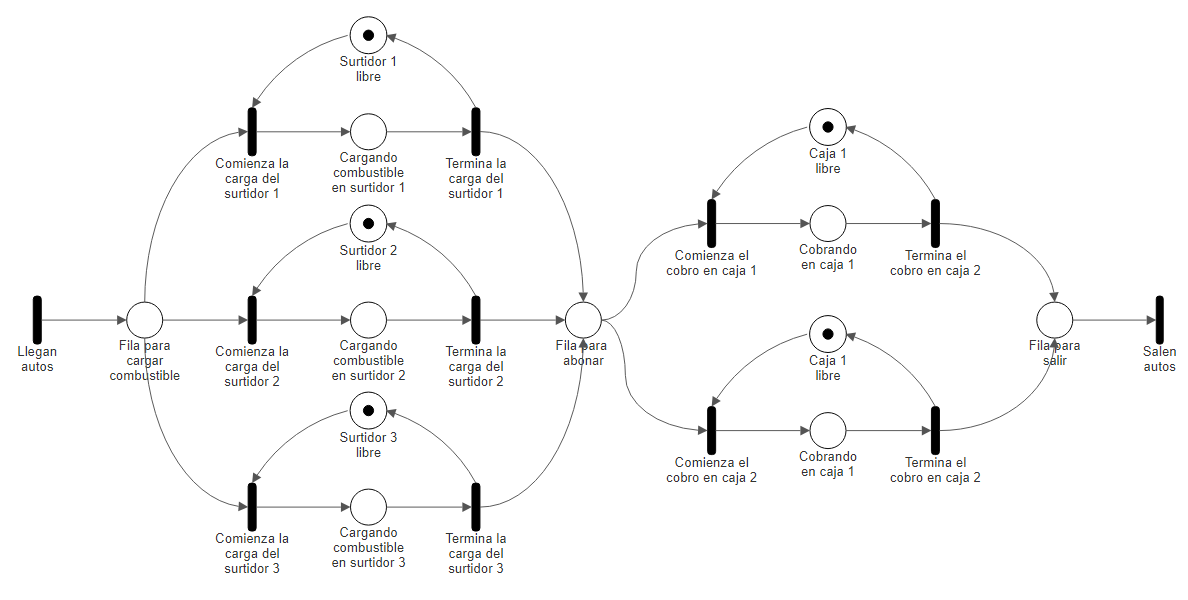 Surtidor 1
libre
Comienza la
carga del
surtidor 1
Cargando
combustible
en surtidor 1
Termina la
carga del
surtidor 1
Surtidor 2
libre
Llegan
autos
Fila para
cargar
combustible
Comienza la
carga del
surtidor 2
Cargando
combustible
en surtidor 2
Termina la
carga del
surtidor 2
Surtidor 3
libre
Comienza la
carga del
surtidor 3
Cargando
combustible
en surtidor 3
Termina la
carga del
surtidor 3
Fila para
abonar
Caja 1
libre
Comienza el
cobro en caja 1
Cobrando
en caja 1
Termina el
cobro en caja 2
Caja 1
libre
Comienza el
cobro en caja 2
Cobrando
en caja 1
Termina el
cobro en caja 2
Fila para
salir
Salen
autos